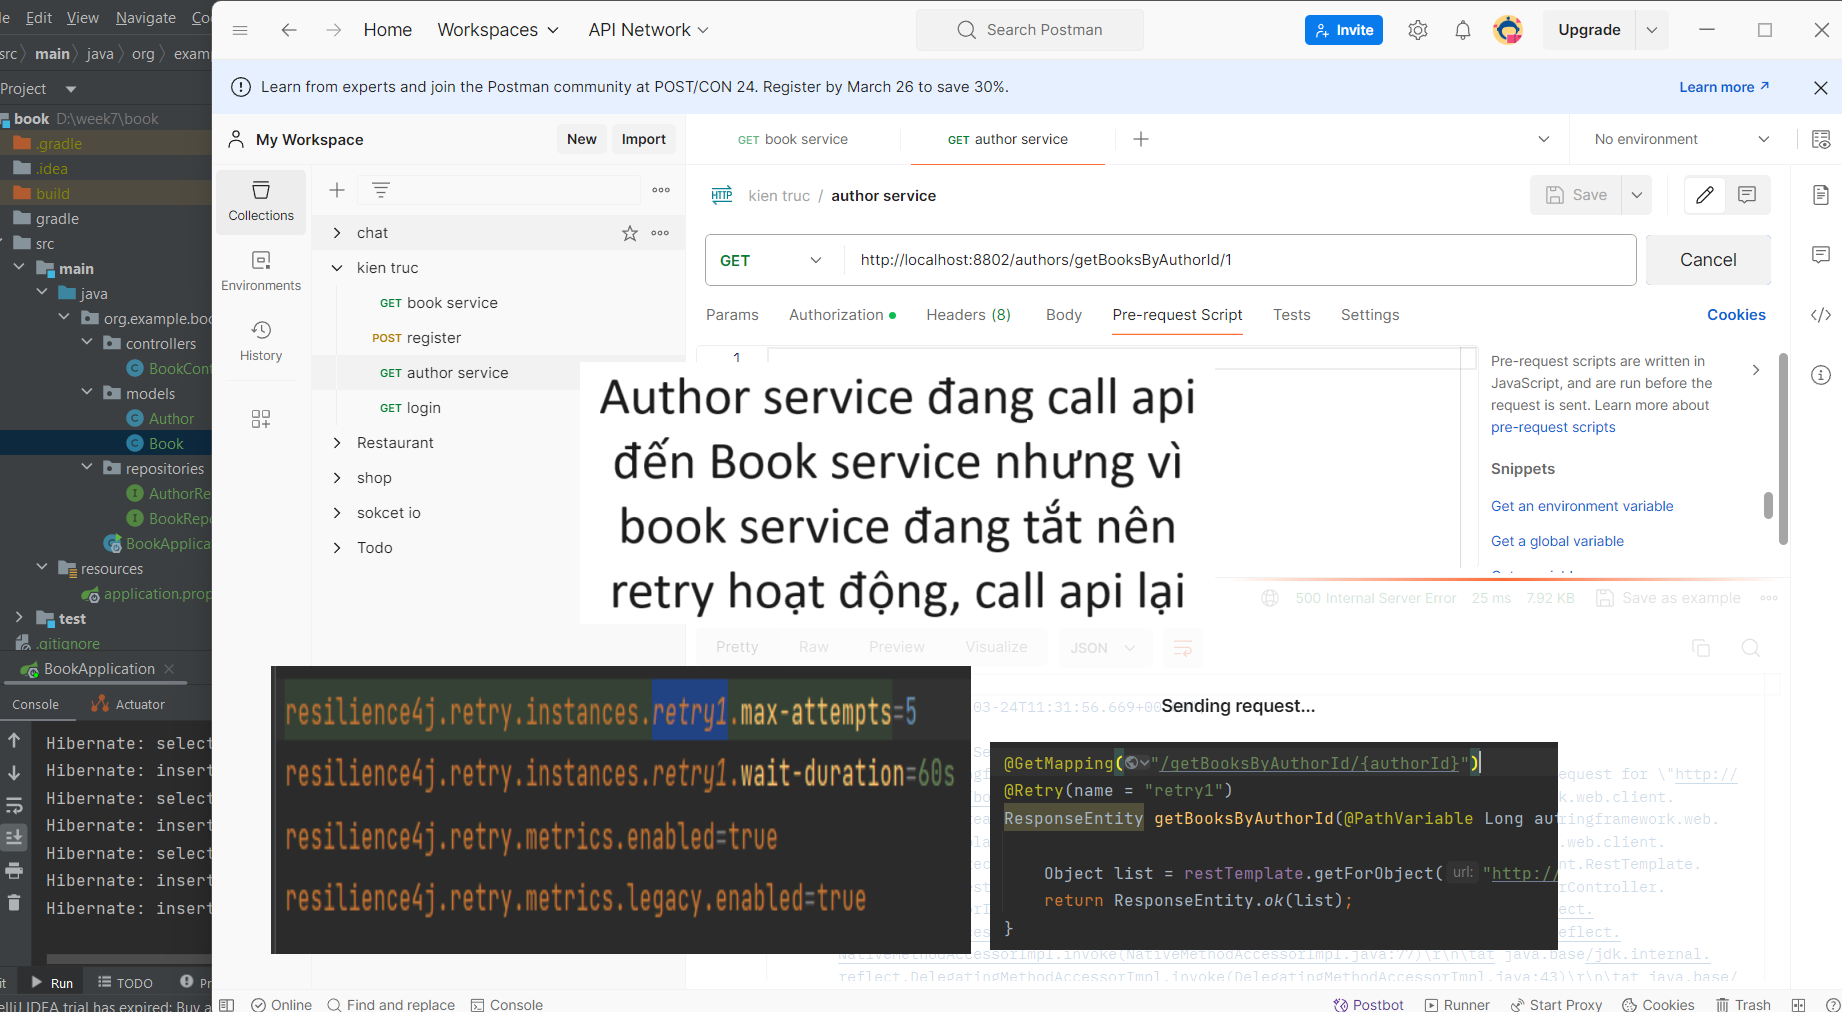 Edit View Navigate
src main java org
Project
book D:\week7\book
.gradle
.idea
build
gradle
src
main
java
org.example.boo
controllers
BookCont
models
Author
Book
repositories
AuthorRe
BookRepo
BookApplica
resources
application.prop
test
.gitignore
BookApplication
Console Actuator
Hibernate: select
Hibernate: insert
Hibernate: select
Hibernate: insert
Hibernate: select
Hibernate: insert
Hibernate: insert
Run TODO
Home Workspaces API Network Search Postman Invite Upgrade
Learn from experts and join the Postman community at POST/CON 24. Register by March 26 to save 30%. Learn more
My Workspace New Import
GET book service GET author service No environment
Collections
Environments
History
chat
kien truc
GET book service
POST register
GET author service
GET login
Restaurant
shop
sokcet io
Todo
HTTP kien truc / author service Save
GET http://localhost:8802/authors/getBooksByAuthorId/1 Cancel
Params Authorization Headers (8) Body Pre-request Script Tests Settings Cookies
1
Pre-request scripts are written in
JavaScript, and are run before the
request is sent. Learn more about
pre-request scripts
Snippets
Get an environment variable
Get a global variable
Author service đang call api
đến Book service nhưng vì
book service đang tắt nên
retry hoạt động, call api lại
500 Internal Server Error 25 ms 7.92 KB Save as example
Pretty Raw Preview Visualize JSON
03-24T11:31:56.669+00
Sending request...
resilience4j.retry.instances.retry1.max-attempts=5
resilience4j.retry.instances.retry1.wait-duration=60s
resilience4j.retry.metrics.enabled=true
resilience4j.retry.metrics.legacy.enabled=true
@GetMapping("/getBooksByAuthorId/{authorId}")
@Retry(name = "retry1")
ResponseEntity getBooksByAuthorId(@PathVariable Long aut
Object list = restTemplate.getForObject( url: "http://
return ResponseEntity.ok(list);
}
quest for \"http://
k.web.client.
ringframework.web.
.web.client.
nt.RestTemplate.
rController.
ect.
eflect.
NativeMethodAccessorImpl.invoke(NativeMethodAccessorImpl.java:77)\r\n\tat java.base/jdk.internal.
reflect.DelegatingMethodAccessorImpl.invoke(DelegatingMethodAccessorImpl.java:43)\r\n\tat java.base/
Online Find and replace Console Postbot Runner Start Proxy Cookies Trash
elliJ IDEA trial has expired: Buy a